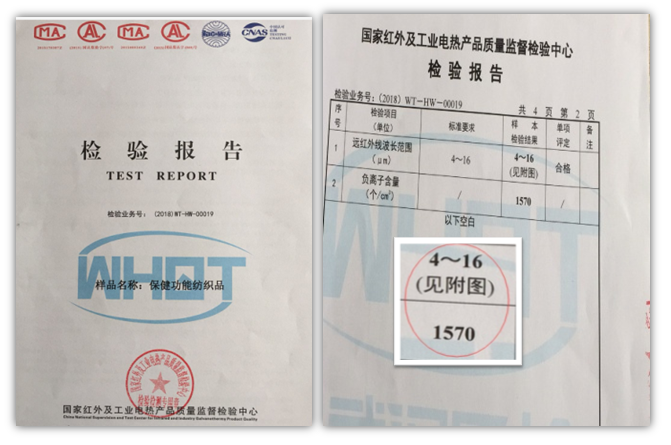 MA
AL
MA
AL
ilac-MRA
CNAS
检验报告
TEST REPORT
检验业务号: (2018)WT-HW-00019
WHQT
样品名称: 保健功能纺织品
国家红外及工业电热产品质量监督检验中心
China National Supervision and Test Center for Infrared and Industry Electroheating Product Quality
国家红外及工业电热产品质量监督检验中心
检验报告
检验业务号: (2018) WT-HW-00019
共 4 页 第 2 页
序号 检验项目(单位) 标准要求 样本检验结果 单项评定 备注
1 远红外线波长范围(μm) 4~16 4~16(见附图) 合格
2 负离子含量(个/cm³) / 1570 /
以下空白
4~16
(见附图)
1570